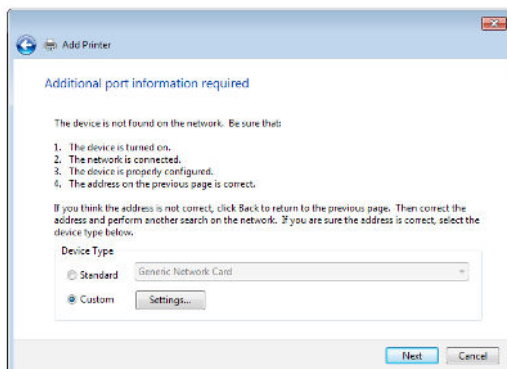 Add Printer
Additional port information required
The device is not found on the network. Be sure that:
1. The device is turned on.
2. The network is connected.
3. The device is properly configured.
4. The address on the previous page is correct.
If you think the address is not correct, click Back to return to the previous page. Then correct the
address and perform another search on the network. If you are sure the address is correct, select the
device type below.
Device Type
Standard
Generic Network Card
Custom
Settings...
Next
Cancel